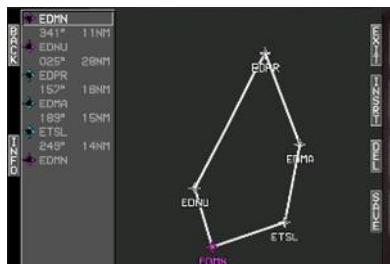 EDMN
341° 11NM
EDNU
025° 28NM
EDPR
157° 18NM
EDMA
189° 15NM
ETSL
249° 14NM
EDMN
BACK
INFO
EDPR
EDMA
EDNU
ETSL
EDMN
EXIT
INSRT
DEL
SAVE